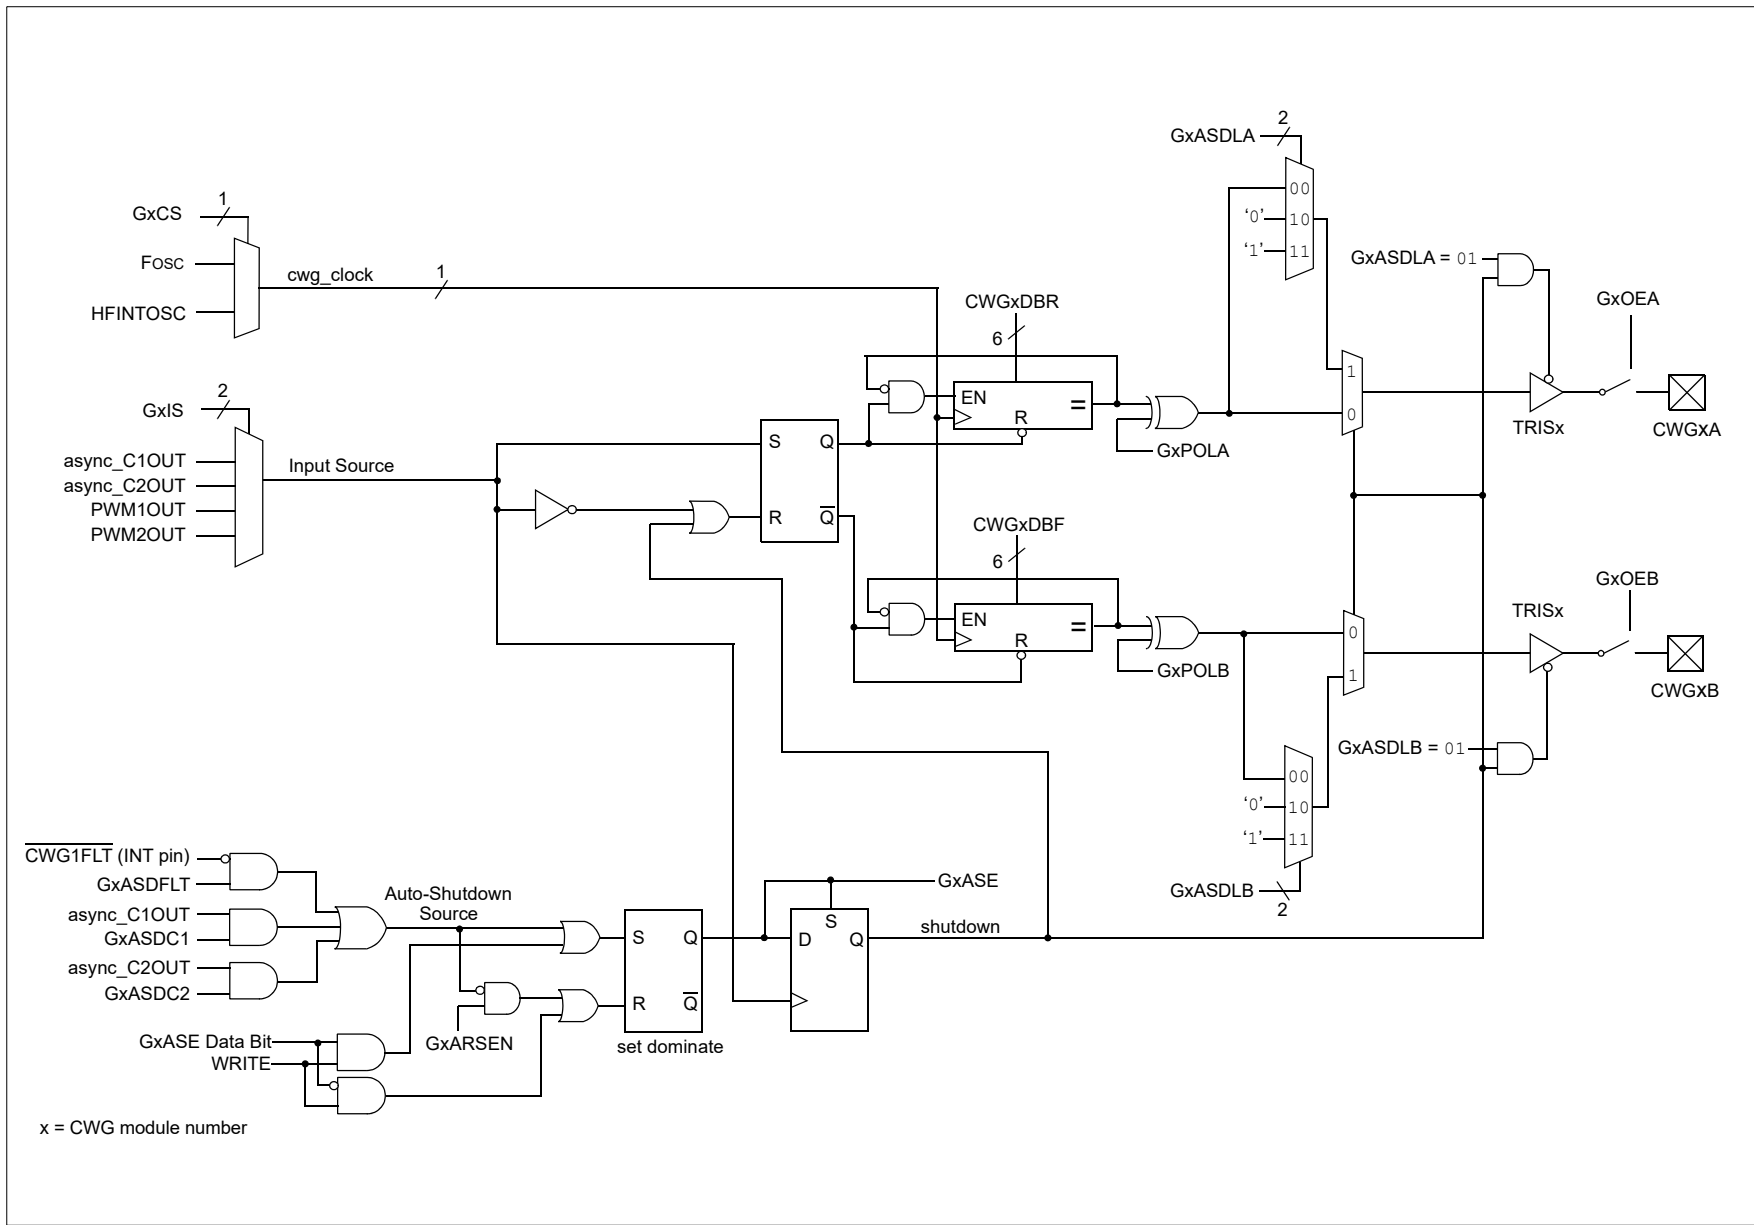 2
GxASDLA
00
‘0’ 10
‘1’ 11
1
GxCS
FOSC
HFINTOSC
cwg_clock
1
GxASDLA = 01
GxOEA
CWGxDBR
6
EN
=
R
1
0
TRISx
CWGxA
GxPOLA
2
GxIS
async_C1OUT
async_C2OUT
PWM1OUT
PWM2OUT
Input Source
S Q
R Q
CWGxDBF
6
EN
=
R
GxPOLB
0
1
TRISx
GxOEB
CWGxB
GxASDLB = 01
00
‘0’ 10
‘1’ 11
GxASDLB
2
CWG1FLT (INT pin)
GxASDFLT
async_C1OUT
GxASDC1
async_C2OUT
GxASDC2
Auto-Shutdown
Source
GxARSEN
S Q
R Q
set dominate
GxASE
S
D Q
shutdown
GxASE Data Bit
WRITE
x = CWG module number